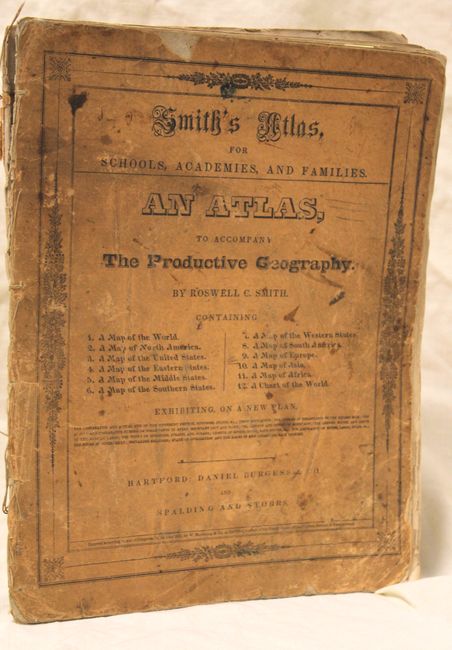 Smith's Atlas,
FOR
SCHOOLS, ACADEMIES, AND FAMILIES.
AN ATLAS,
TO ACCOMPANY
The Productive Geography.
BY ROSWELL C. SMITH.
CONTAINING
1. A Map of the World.
2. A Map of North America.
3. A Map of the United States.
4. A Map of the Eastern States.
5. A Map of the Middle States.
6. A Map of the Southern States.
7. A Map of the Western States.
8. A Map of South America.
9. A Map of Europe.
10. A Map of Asia.
11. A Map of Africa.
12. A Chart of the World.
EXHIBITING, ON A NEW PLAN,
HARTFORD: DANIEL BURGESS & CO
AND
SPALDING AND STORRS.